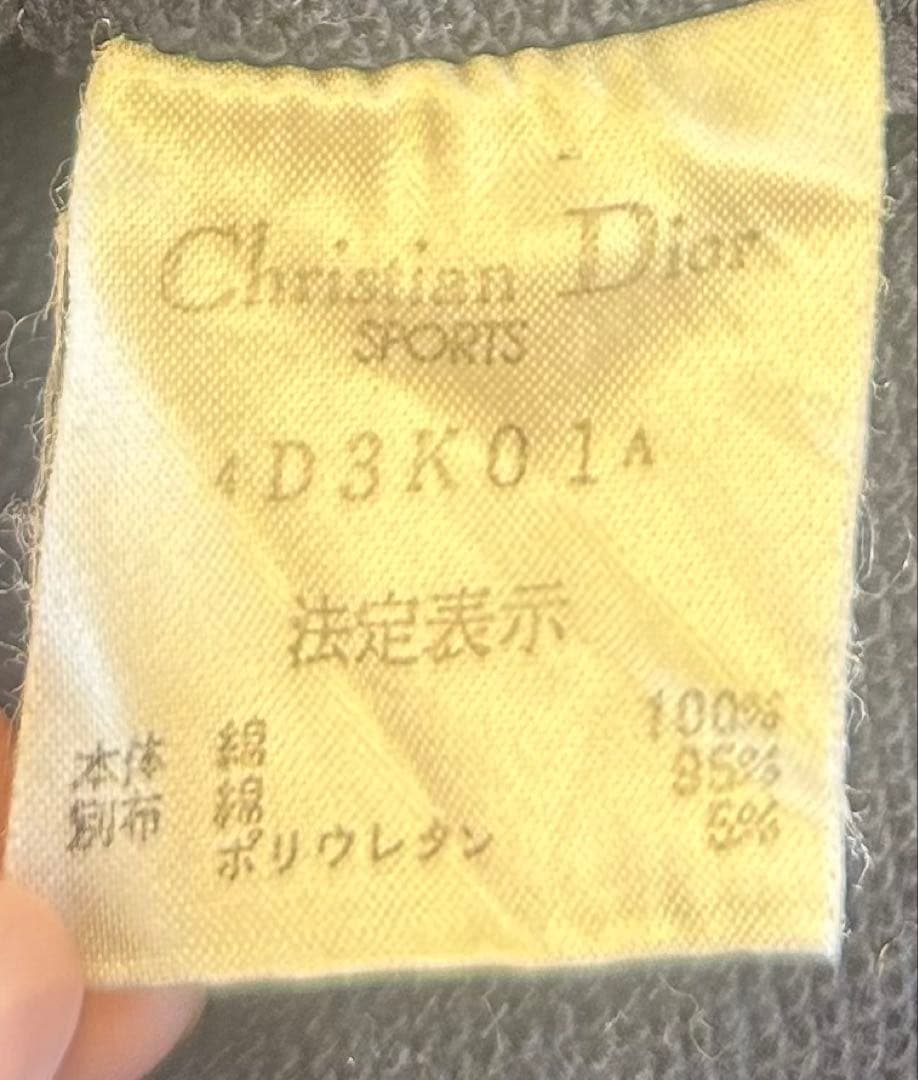 Christian Dior
SPORTS
4D3K01A
法定表示
本体 綿 100%
別布 綿 95%
ポリウレタン 5%